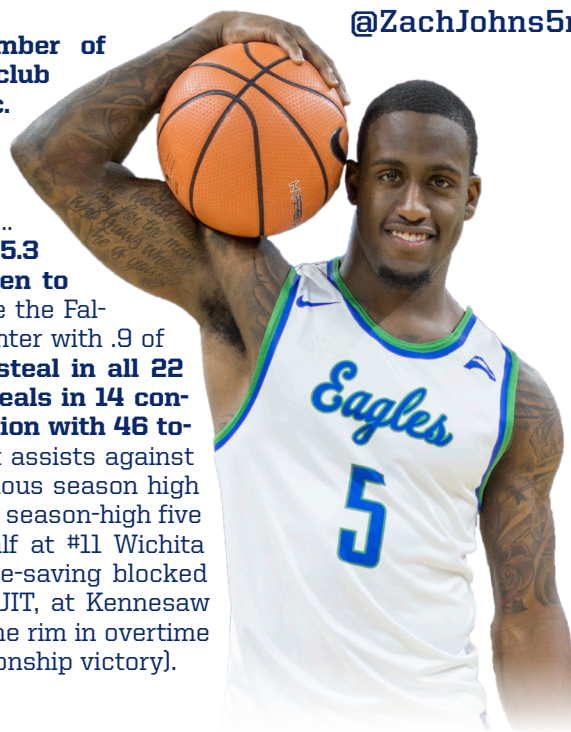 @ZachJohns5n
mber of
club
c.
..
5.3
en to
e the Fal-
nter with .9 of
steal in all 22
eals in 14 con-
ion with 46 to-
t assists against
ious season high
season-high five
lf at #11 Wichita
e-saving blocked
JIT, at Kennesaw
he rim in overtime
onship victory).
Eagles
5